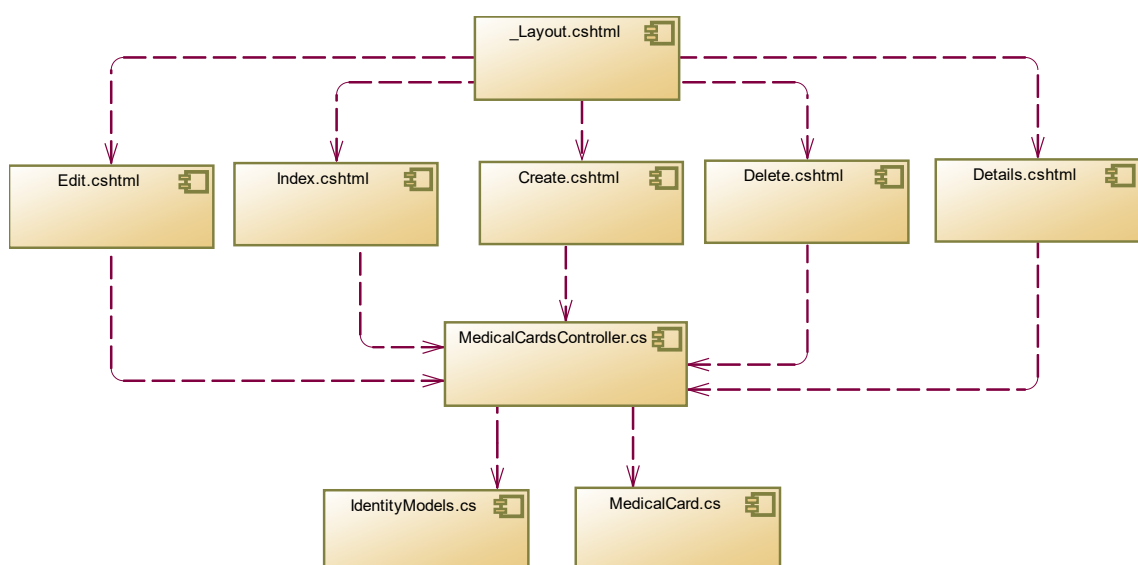 _Layout.cshtml
Edit.cshtml
Index.cshtml
Create.cshtml
Delete.cshtml
Details.cshtml
MedicalCardsController.cs
IdentityModels.cs
MedicalCard.cs